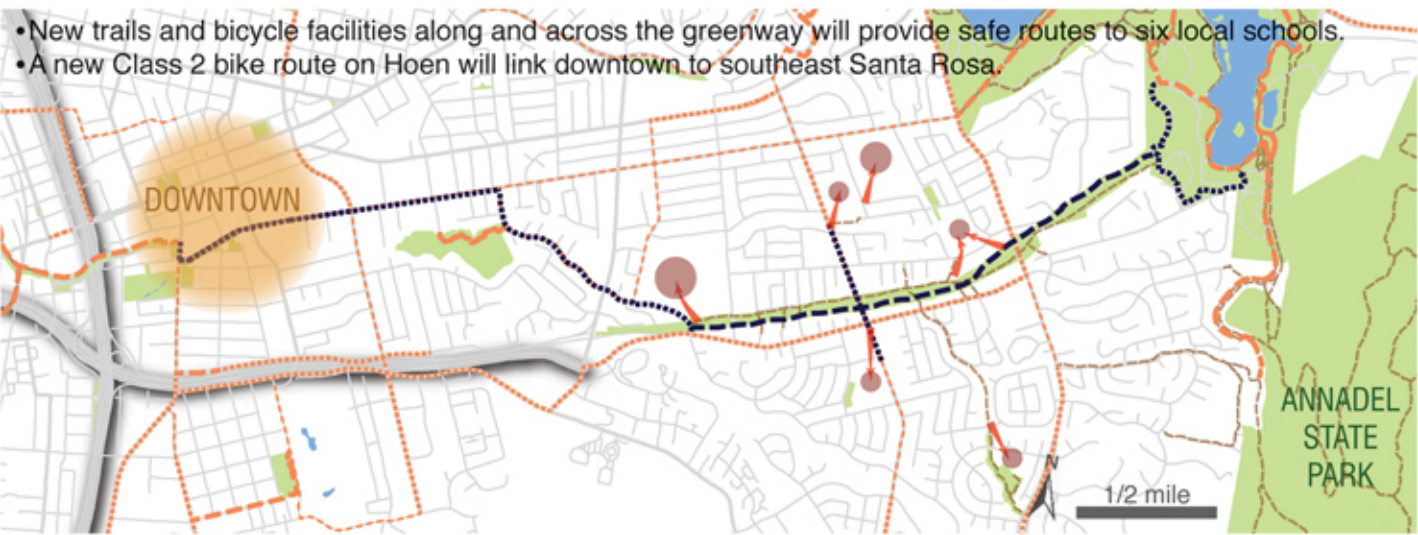 •New trails and bicycle facilities along and across the greenway will provide safe routes to six local schools.
•A new Class 2 bike route on Hoen will link downtown to southeast Santa Rosa.
DOWNTOWN
ANNADEL
STATE
PARK
N
1/2 mile